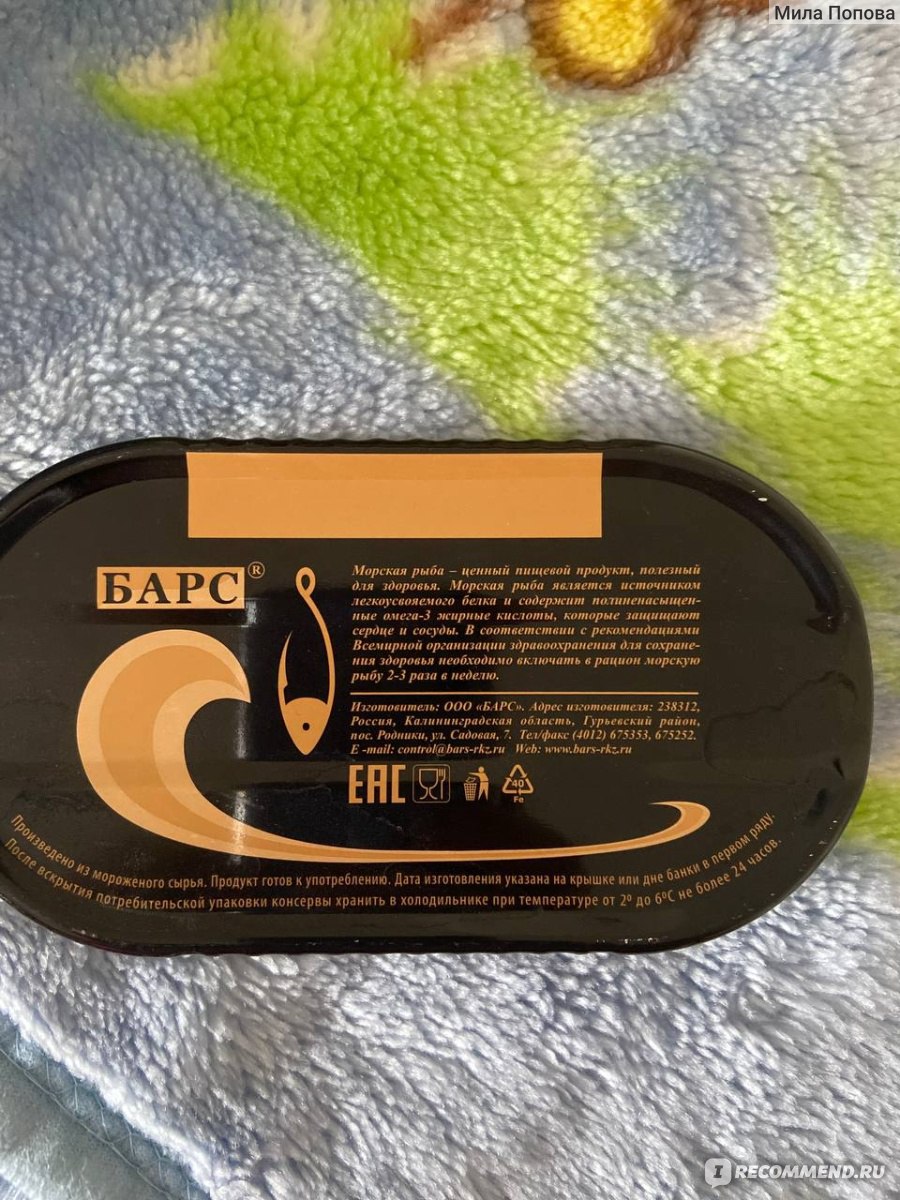 Мила Попова
БАРС®
Морская рыба – ценный пищевой продукт, полезный
для здоровья. Морская рыба является источником
легкоусвояемого белка и содержит полиненасыщен-
ные омега-3 жирные кислоты, которые защищают
сердце и сосуды. В соответствии с рекомендациями
Всемирной организации здравоохранения для сохране-
ния здоровья необходимо включать в рацион морскую
рыбу 2-3 раза в неделю.
Изготовитель: ООО «БАРС». Адрес изготовителя: 238312,
Россия, Калининградская область, Гурьевский район,
пос. Родники, ул. Садовая, 7. Тел/факс (4012) 675353, 675252.
E -mail: control@bars-rkz.ru Web: www.bars-rkz.ru
EAC
40
Fe
Произведено из мороженого сырья. Продукт готов к употреблению. Дата изготовления указана на крышке или дне банки в первом ряду.
После вскрытия потребительской упаковки консервы хранить в холодильнике при температуре от 2º до 6ºС не более 24 часов.
IRECOMMEND.RU